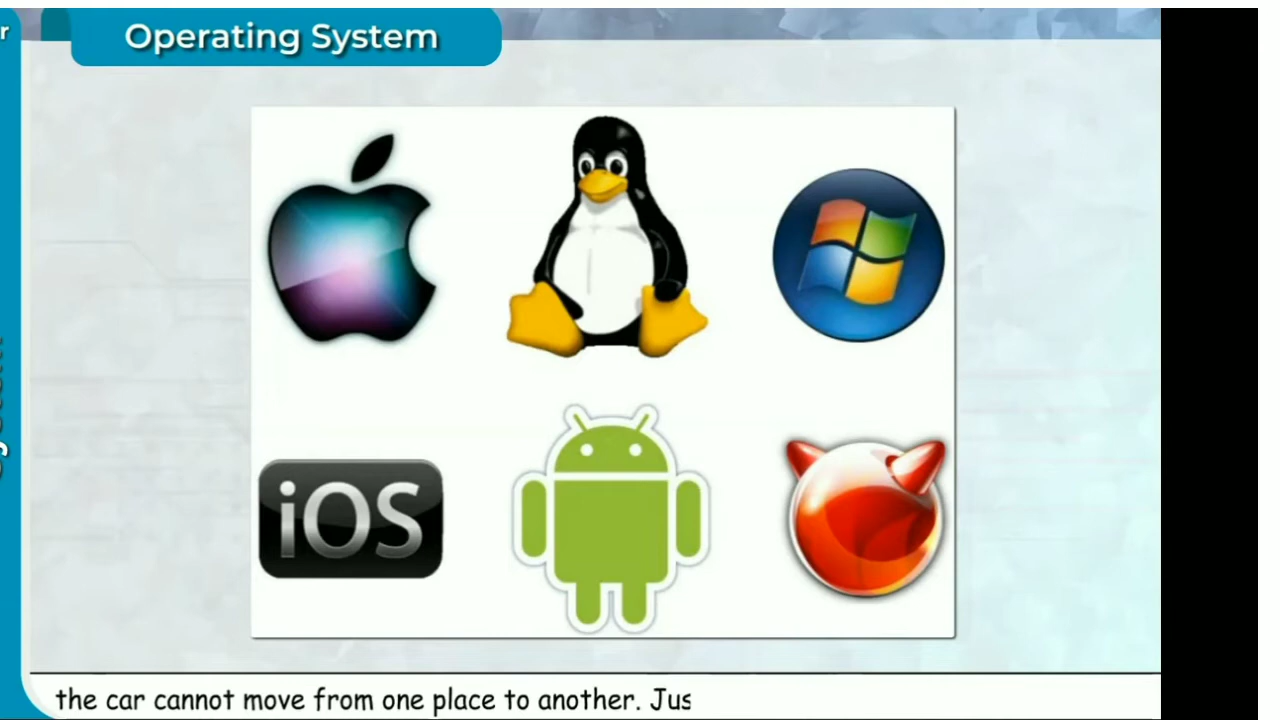 Operating System
iOS
the car cannot move from one place to another. Jus